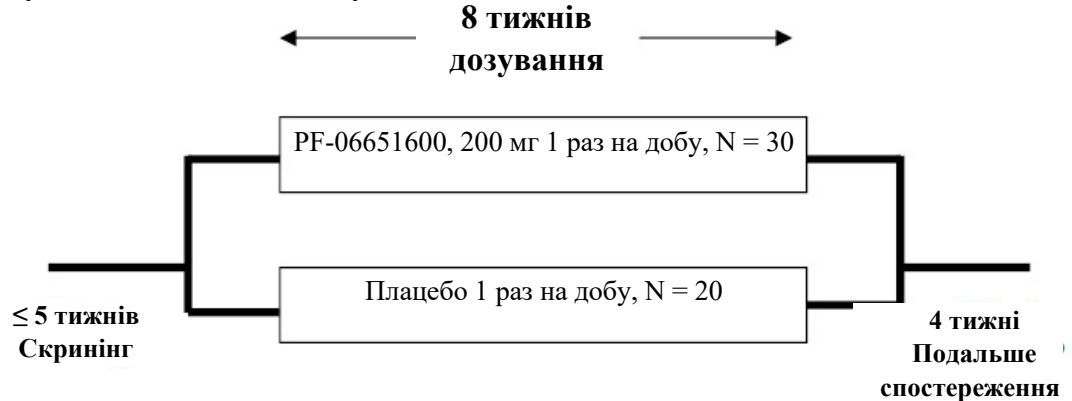 8 тижнів
дозування
PF-06651600, 200 мг 1 раз на добу, N = 30
Плацебо 1 раз на добу, N = 20
≤ 5 тижнів
Скринінг
4 тижні
Подальше
спостереження